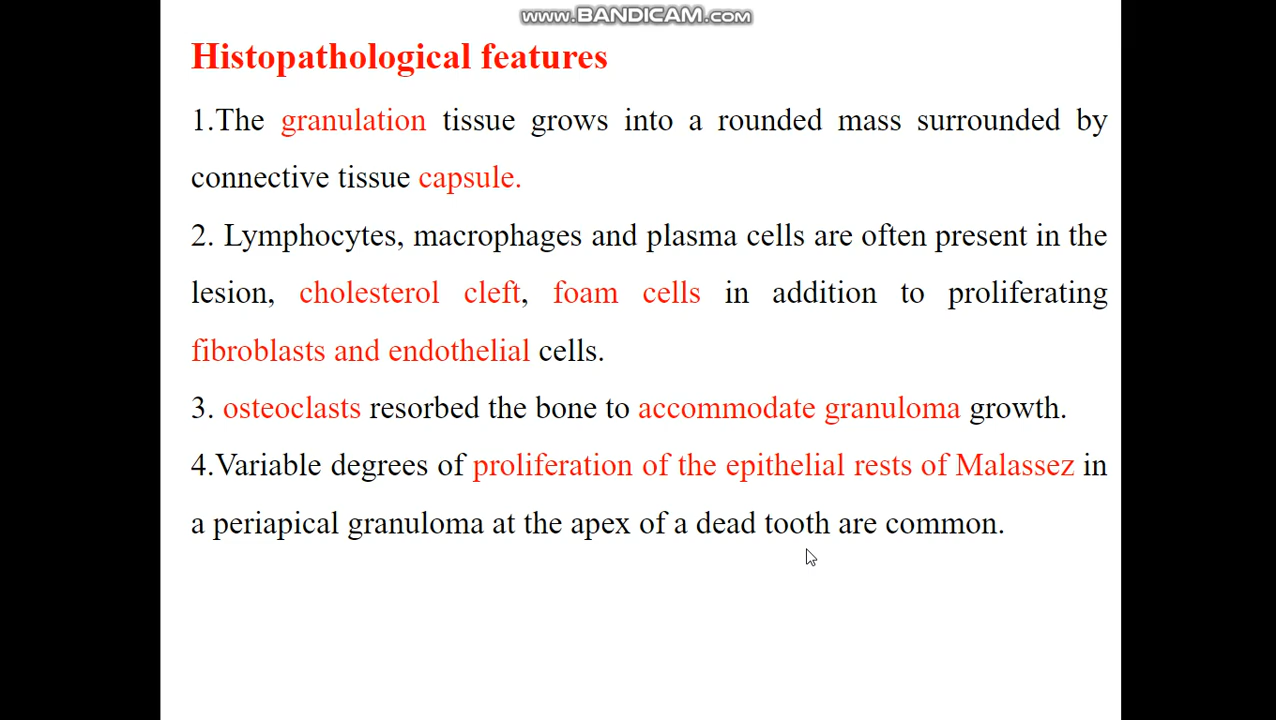 www.BANDICAM.com
Histopathological features
1.The granulation tissue grows into a rounded mass surrounded by
connective tissue capsule.
2. Lymphocytes, macrophages and plasma cells are often present in the
lesion, cholesterol cleft, foam cells in addition to proliferating
fibroblasts and endothelial cells.
3. osteoclasts resorbed the bone to accommodate granuloma growth.
4.Variable degrees of proliferation of the epithelial rests of Malassez in
a periapical granuloma at the apex of a dead tooth are common.